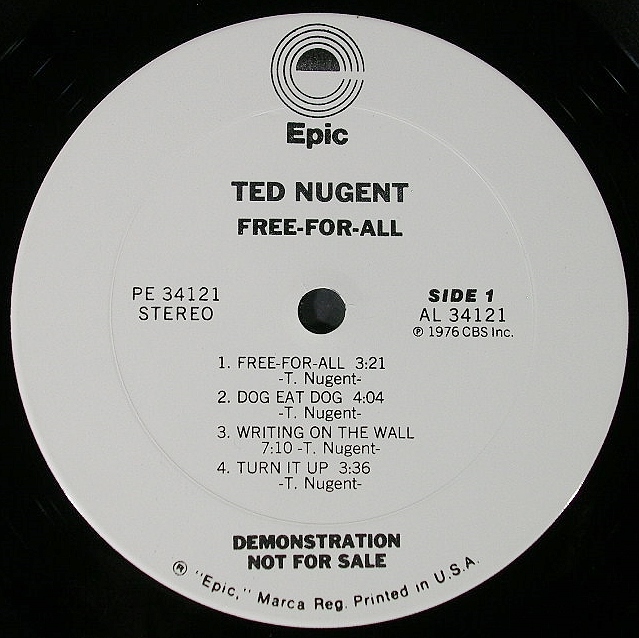 Epic
TED NUGENT
FREE-FOR-ALL
PE 34121
STEREO
SIDE 1
AL 34121
℗ 1976 CBS Inc.
1. FREE-FOR-ALL 3:21
-T. Nugent-
2. DOG EAT DOG 4:04
-T. Nugent-
3. WRITING ON THE WALL
7:10 -T. Nugent-
4. TURN IT UP 3:36
-T. Nugent-
DEMONSTRATION
NOT FOR SALE
® "Epic," Marca Reg. Printed in U.S.A.